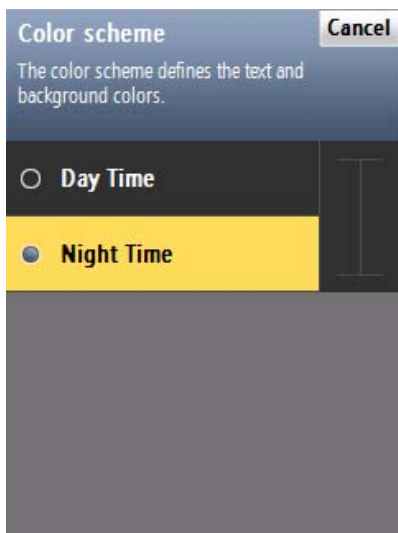 Color scheme
Cancel
The color scheme defines the text and
background colors.
Day Time
Night Time